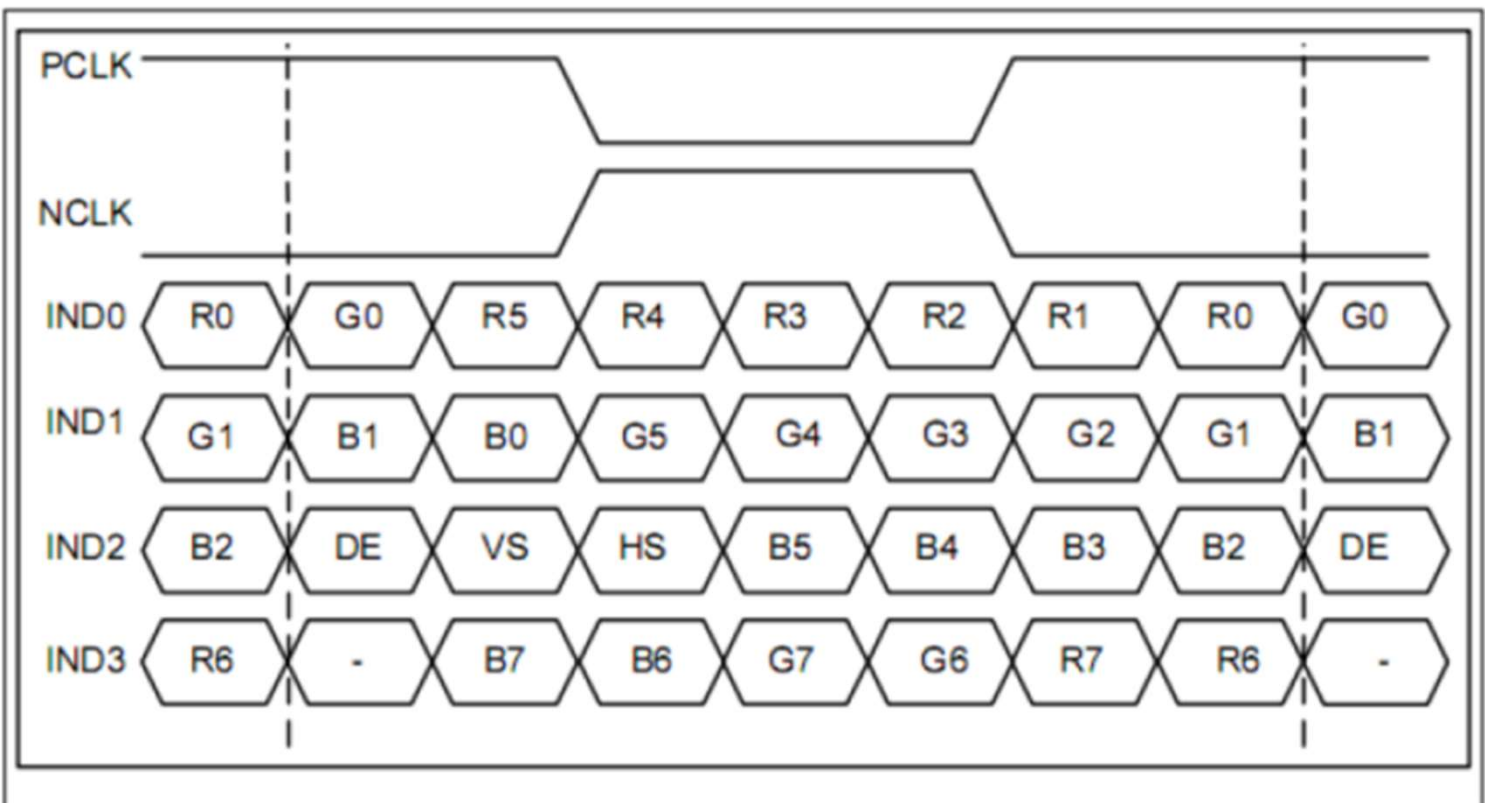 PCLK
NCLK
IND0 R0 G0 R5 R4 R3 R2 R1 R0 G0
IND1 G1 B1 B0 G5 G4 G3 G2 G1 B1
IND2 B2 DE VS HS B5 B4 B3 B2 DE
IND3 R6 - B7 B6 G7 G6 R7 R6 -